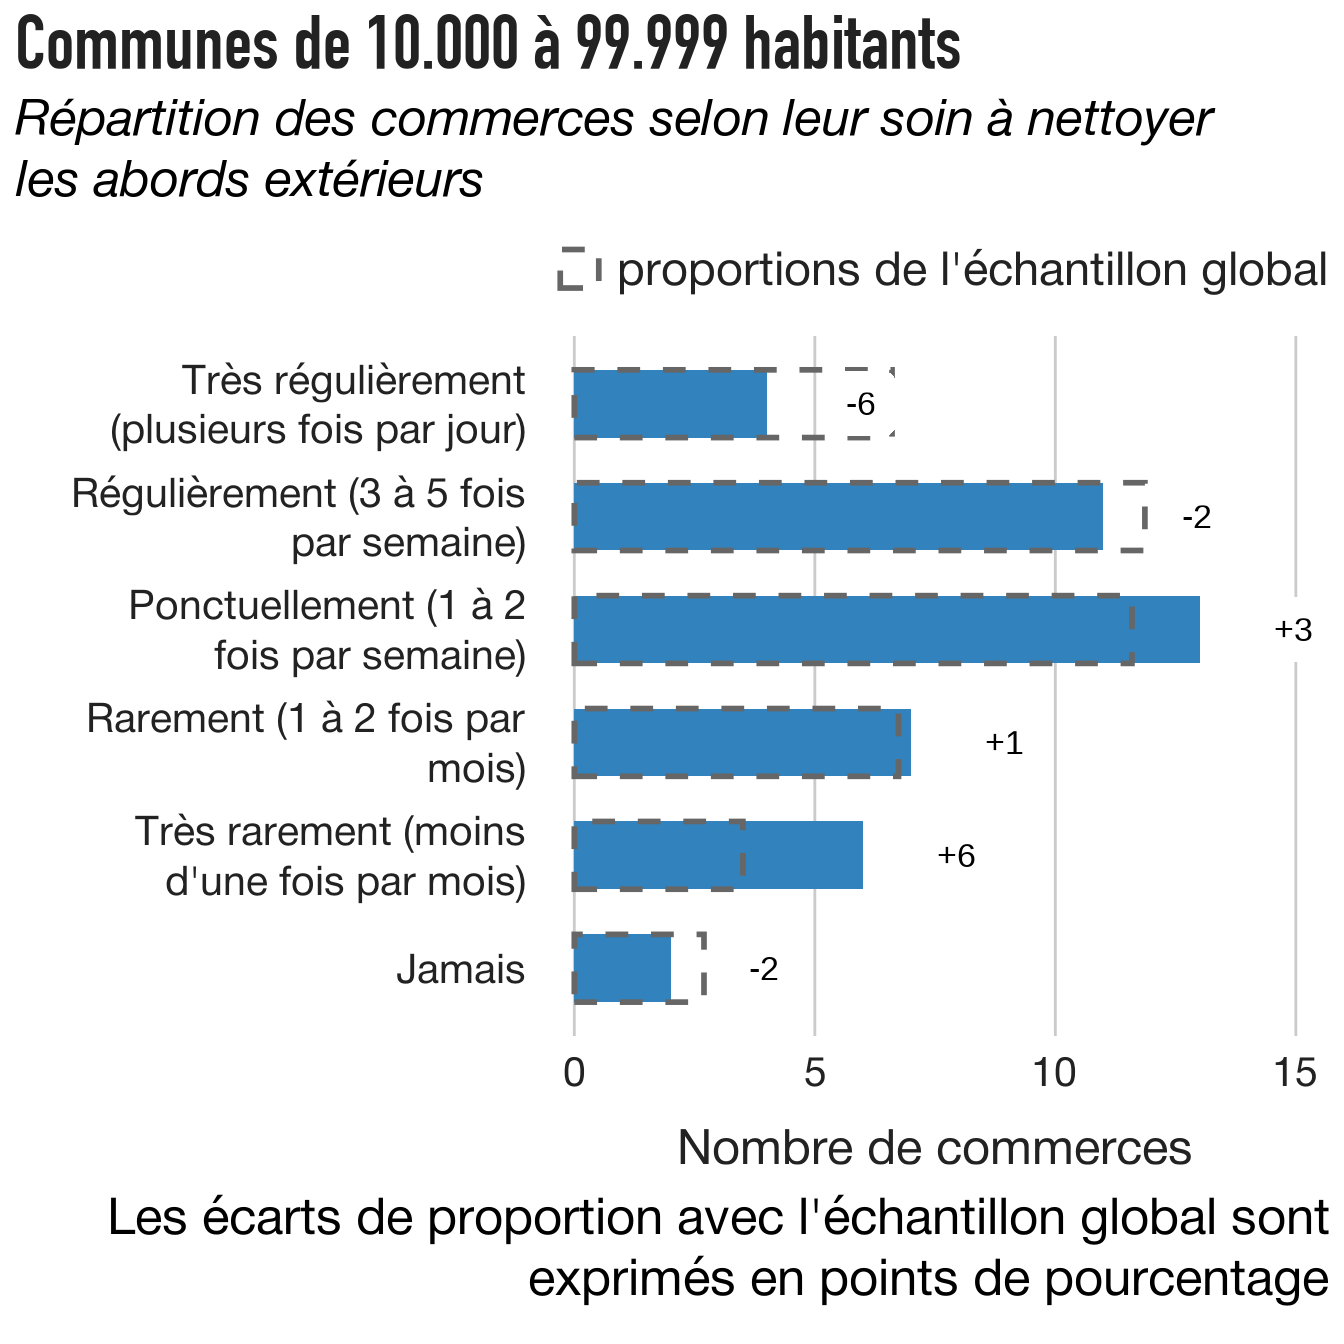 Communes de 10.000 à 99.999 habitants
Répartition des commerces selon leur soin à nettoyer
les abords extérieurs
proportions de l'échantillon global
Très régulièrement
(plusieurs fois par jour)
-6
Régulièrement (3 à 5 fois
par semaine)
-2
Ponctuellement (1 à 2
fois par semaine)
+3
Rarement (1 à 2 fois par
mois)
+1
Très rarement (moins
d'une fois par mois)
+6
Jamais
-2
0 5 10 15
Nombre de commerces
Les écarts de proportion avec l'échantillon global sont
exprimés en points de pourcentage